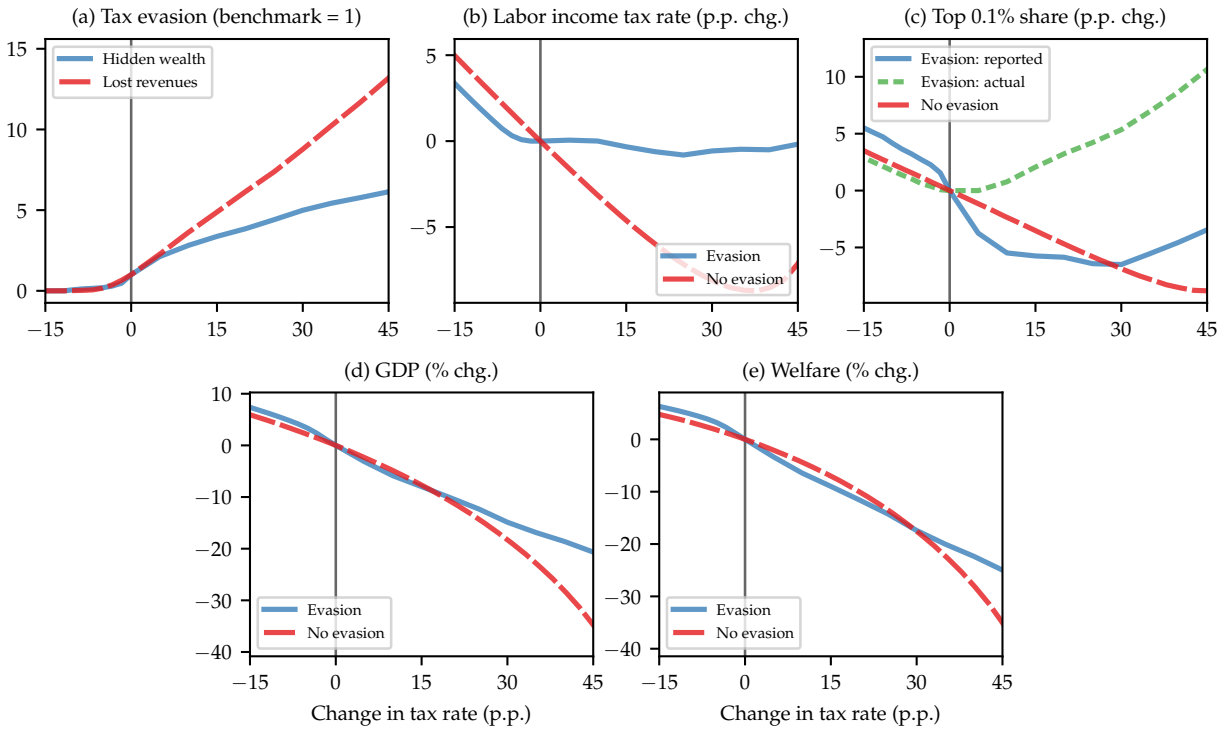 (a) Tax evasion (benchmark = 1)
15
10
5
0
Hidden wealth
Lost revenues
−15 0 15 30 45
(b) Labor income tax rate (p.p. chg.)
5
0
−5
Evasion
No evasion
−15 0 15 30 45
(c) Top 0.1% share (p.p. chg.)
10
5
0
−5
Evasion: reported
Evasion: actual
No evasion
−15 0 15 30 45
(d) GDP (% chg.)
10
0
−10
−20
−30
−40
Evasion
No evasion
−15 0 15 30 45
Change in tax rate (p.p.)
(e) Welfare (% chg.)
0
−10
−20
−30
−40
Evasion
No evasion
−15 0 15 30 45
Change in tax rate (p.p.)